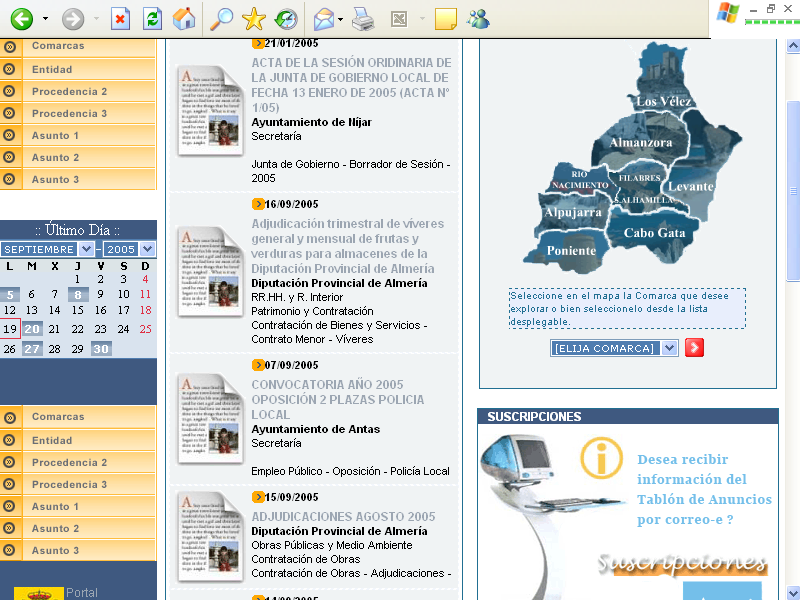 Comarcas
Entidad
Procedencia 2
Procedencia 3
Asunto 1
Asunto 2
Asunto 3
:: Último Día ::
SEPTIEMBRE - 2005
L M X J V S D
1 2 3 4
5 6 7 8 9 10 11
12 13 14 15 16 17 18
19 20 21 22 23 24 25
26 27 28 29 30
Comarcas
Entidad
Procedencia 2
Procedencia 3
Asunto 1
Asunto 2
Asunto 3
Portal
21/01/2005
ACTA DE LA SESIÓN ORIDINARIA DE
LA JUNTA DE GOBIERNO LOCAL DE
FECHA 13 ENERO DE 2005 (ACTA Nº
1/05)
Ayuntamiento de Níjar
Secretaría
Junta de Gobierno - Borrador de Sesión -
2005
16/09/2005
Adjudicación trimestral de víveres
general y mensual de frutas y
verduras para almacenes de la
Diputación Provincial de Almería
Diputación Provincial de Almería
RR.HH. y R. Interior
Patrimonio y Contratación
Contratación de Bienes y Servicios -
Contrato Menor - Víveres
07/09/2005
CONVOCATORIA AÑO 2005
OPOSICIÓN 2 PLAZAS POLICIA
LOCAL
Ayuntamiento de Antas
Secretaría
Empleo Público - Oposición - Policía Local
15/09/2005
ADJUDICACIONES AGOSTO 2005
Diputación Provincial de Almería
Obras Públicas y Medio Ambiente
Contratación de Obras
Contratación de Obras - Adjudicaciones -
Los Vélez
Almanzora
RIO
NACIMIENTO
FILABRES
S.ALHAMILLA
Levante
Alpujarra
Cabo Gata
Poniente
Seleccione en el mapa la Comarca que desee
explorar o bien seleccionelo desde la lista
desplegable.
[ELIJA COMARCA]
SUSCRIPCIONES
Desea recibir
información del
Tablón de Anuncios
por correo-e ?
Suscripciones